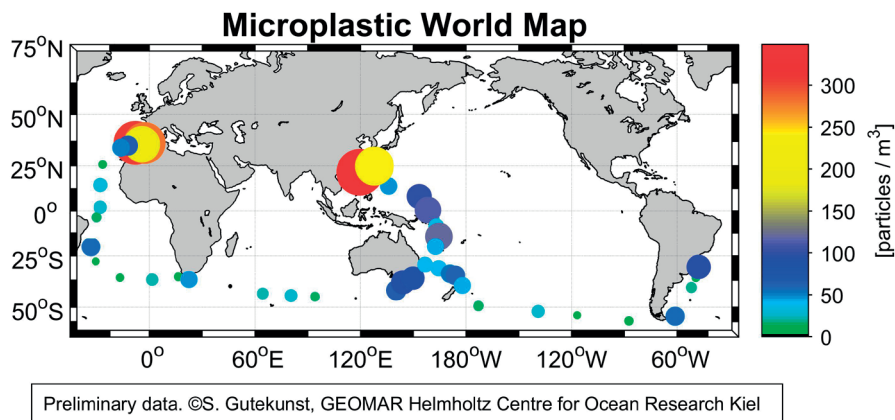 Microplastic World Map
75°N
50°N
25°N
0°
25°S
50°S
0° 60°E 120°E 180°W 120°W 60°W
300
250
200
150
100
50
0
[particles / m³]
Preliminary data. ©S. Gutekunst, GEOMAR Helmholtz Centre for Ocean Research Kiel